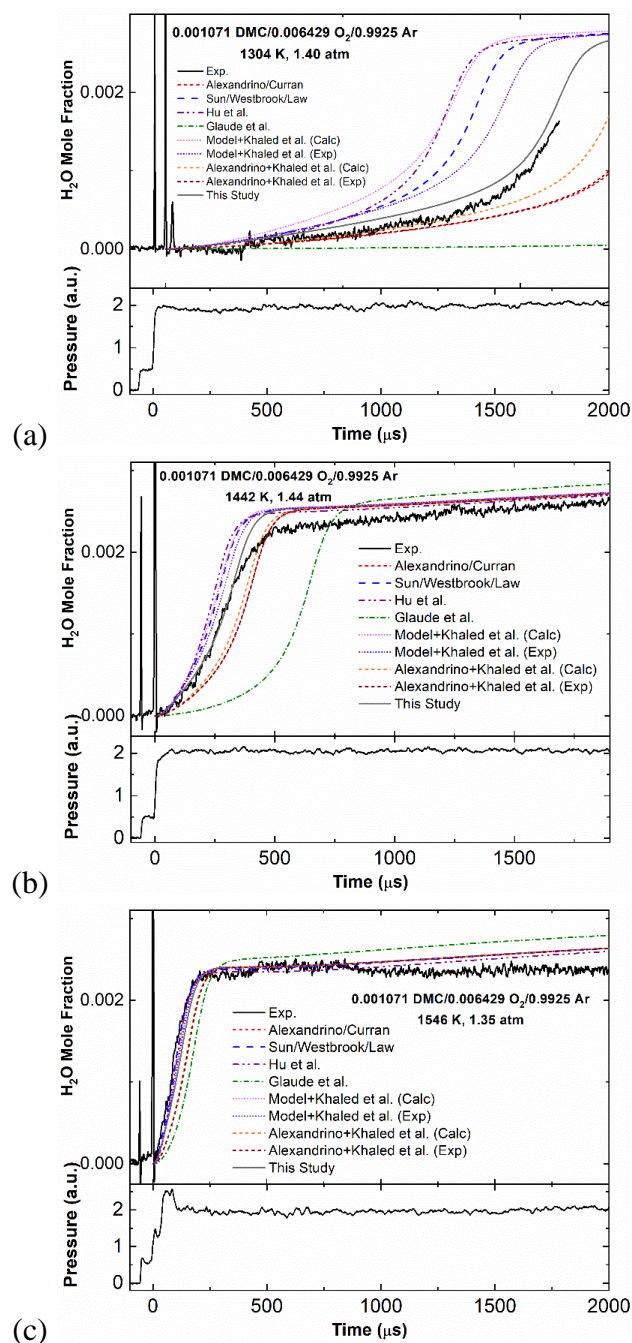 (a)
0.001071 DMC/0.006429 O2/0.9925 Ar
1304 K, 1.40 atm
Exp.
Alexandrino/Curran
Sun/Westbrook/Law
Hu et al.
Glaude et al.
Model+Khaled et al. (Calc)
Model+Khaled et al. (Exp)
Alexandrino+Khaled et al. (Calc)
Alexandrino+Khaled et al. (Exp)
This Study
H2O Mole Fraction
0.002
0.000
Pressure (a.u.)
2
1
0
0
500
1000
1500
2000
Time (μs)
(b)
0.001071 DMC/0.006429 O2/0.9925 Ar
1442 K, 1.44 atm
Exp.
Alexandrino/Curran
Sun/Westbrook/Law
Hu et al.
Glaude et al.
Model+Khaled et al. (Calc)
Model+Khaled et al. (Exp)
Alexandrino+Khaled et al. (Calc)
Alexandrino+Khaled et al. (Exp)
This Study
H2O Mole Fraction
0.002
-0.000
Pressure (a.u.)
2
1
0
0
500
1000
1500
Time (μs)
(c)
0.001071 DMC/0.006429 O2/0.9925 Ar
1546 K, 1.35 atm
Exp.
Alexandrino/Curran
Sun/Westbrook/Law
Hu et al.
Glaude et al.
Model+Khaled et al. (Calc)
Model+Khaled et al. (Exp)
Alexandrino+Khaled et al. (Calc)
Alexandrino+Khaled et al. (Exp)
This Study
H2O Mole Fraction
0.002
-0.000
Pressure (a.u.)
2
1
0
0
500
1000
1500
2000
Time (μs)